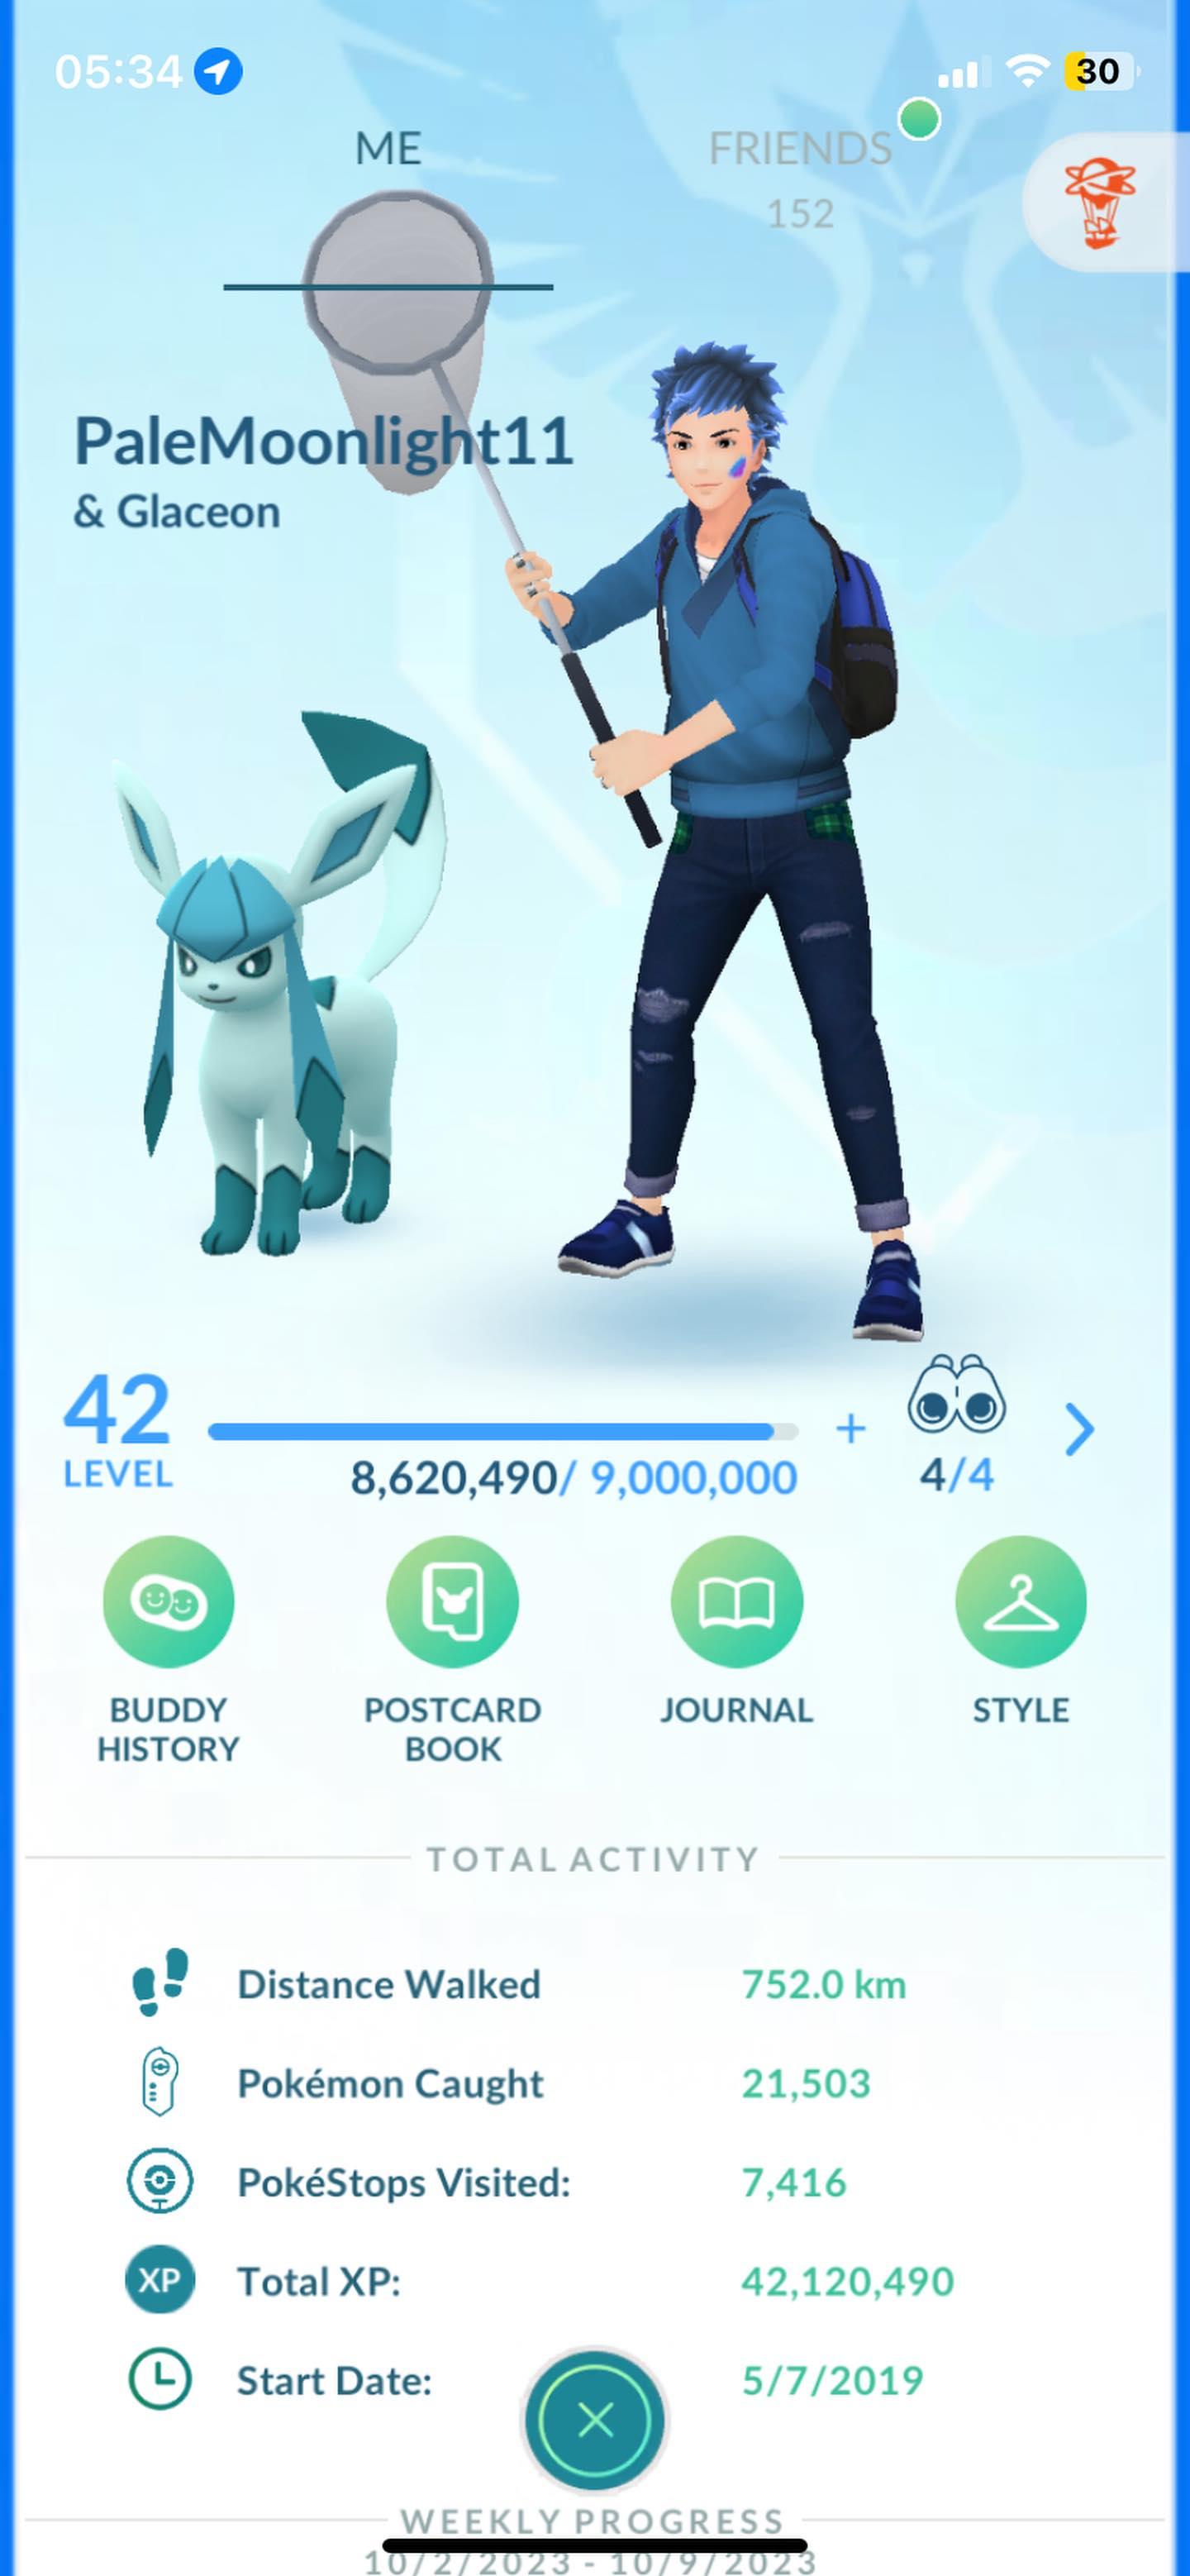 05:34
30
ME
FRIENDS
152
PaleMoonlight11
& Glaceon
42
LEVEL
8,620,490/ 9,000,000
+
4/4
BUDDY
HISTORY
POSTCARD
BOOK
JOURNAL
STYLE
TOTAL ACTIVITY
Distance Walked 752.0 km
Pokémon Caught 21,503
PokéStops Visited: 7,416
XP Total XP: 42,120,490
Start Date: 5/7/2019
WEEKLY PROGRESS
10/2/2023 - 10/9/2023